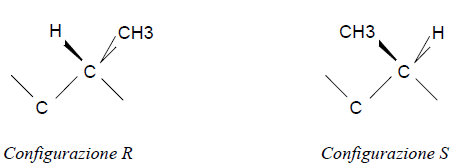 H CH3 CH3 H
C C
C C
Configurazione R Configurazione S